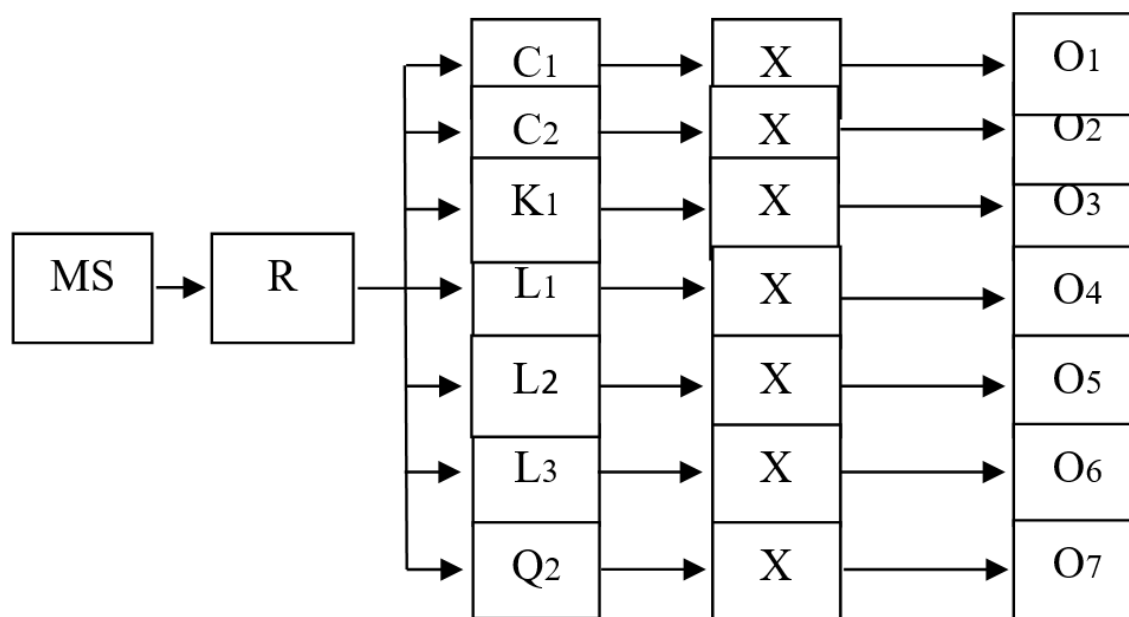 C1 X O1
C2 X O2
K1 X O3
MS R L1 X O4
L2 X O5
L3 X O6
Q2 X O7